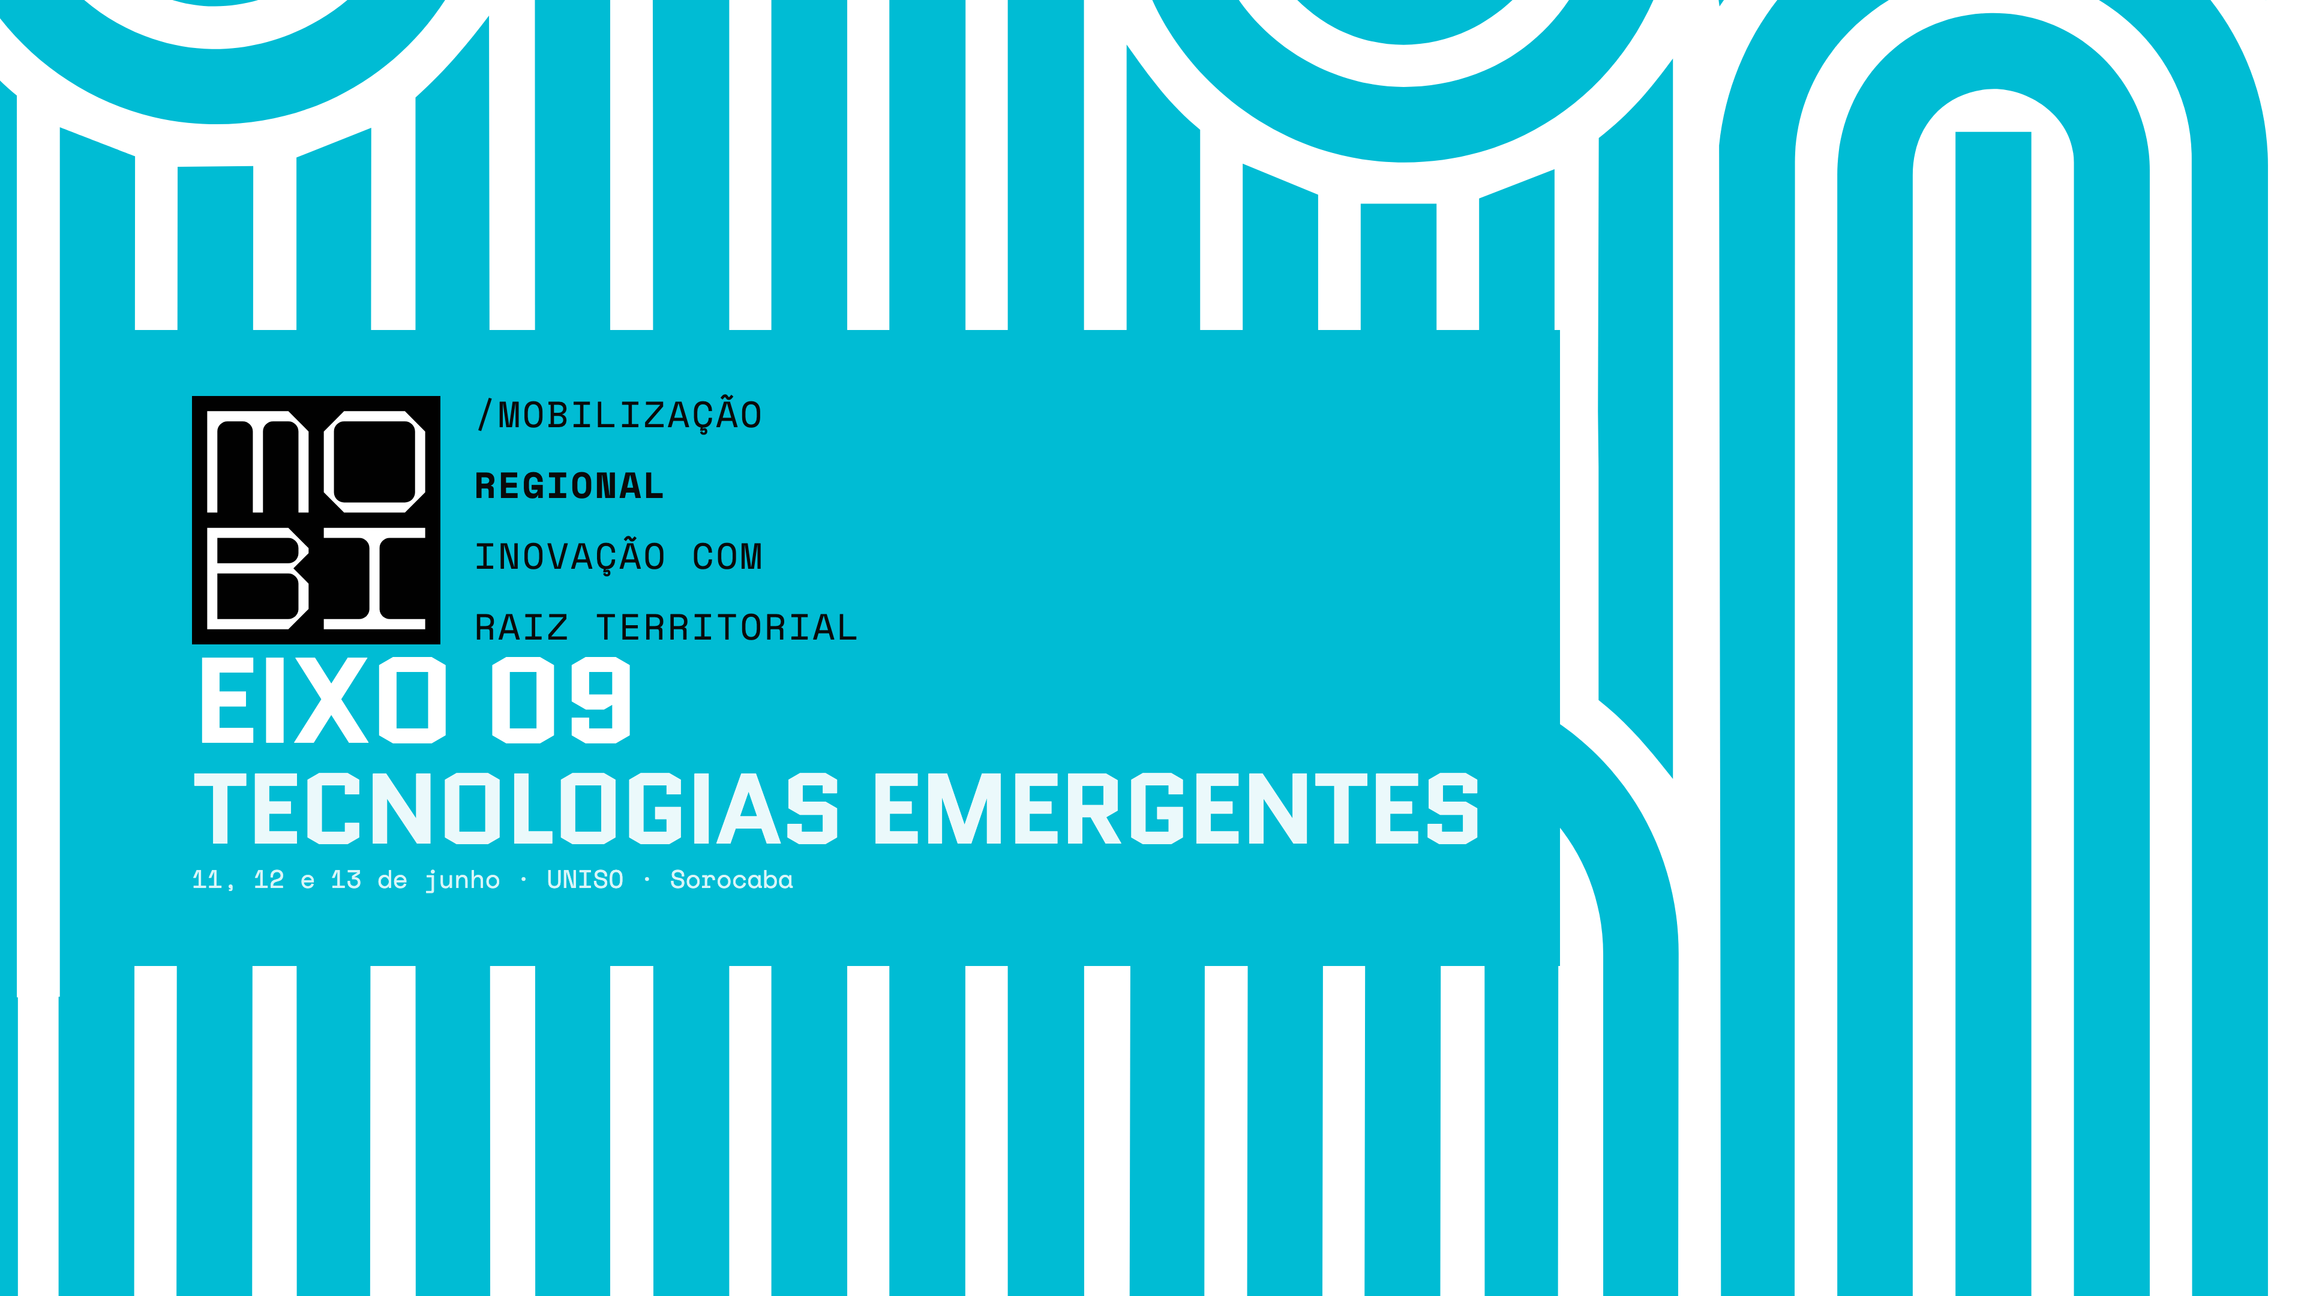 MO
BI
/MOBILIZAÇÃO
REGIONAL
INOVAÇÃO COM
RAIZ TERRITORIAL
EIXO 09
TECNOLOGIAS EMERGENTES
11, 12 e 13 de junho · UNISO · Sorocaba